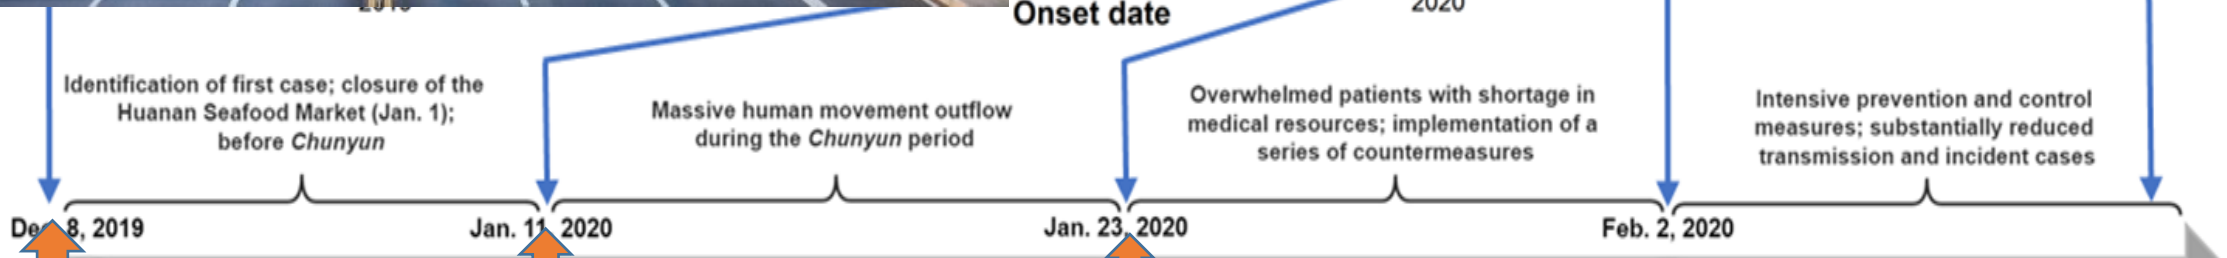 Onset date
2020
Identification of first case; closure of the
Huanan Seafood Market (Jan. 1);
before Chunyun
Massive human movement outflow
during the Chunyun period
Overwhelmed patients with shortage in
medical resources; implementation of a
series of countermeasures
Intensive prevention and control
measures; substantially reduced
transmission and incident cases
8, 2019
Jan. 11, 2020
Jan. 23, 2020
Feb. 2, 2020